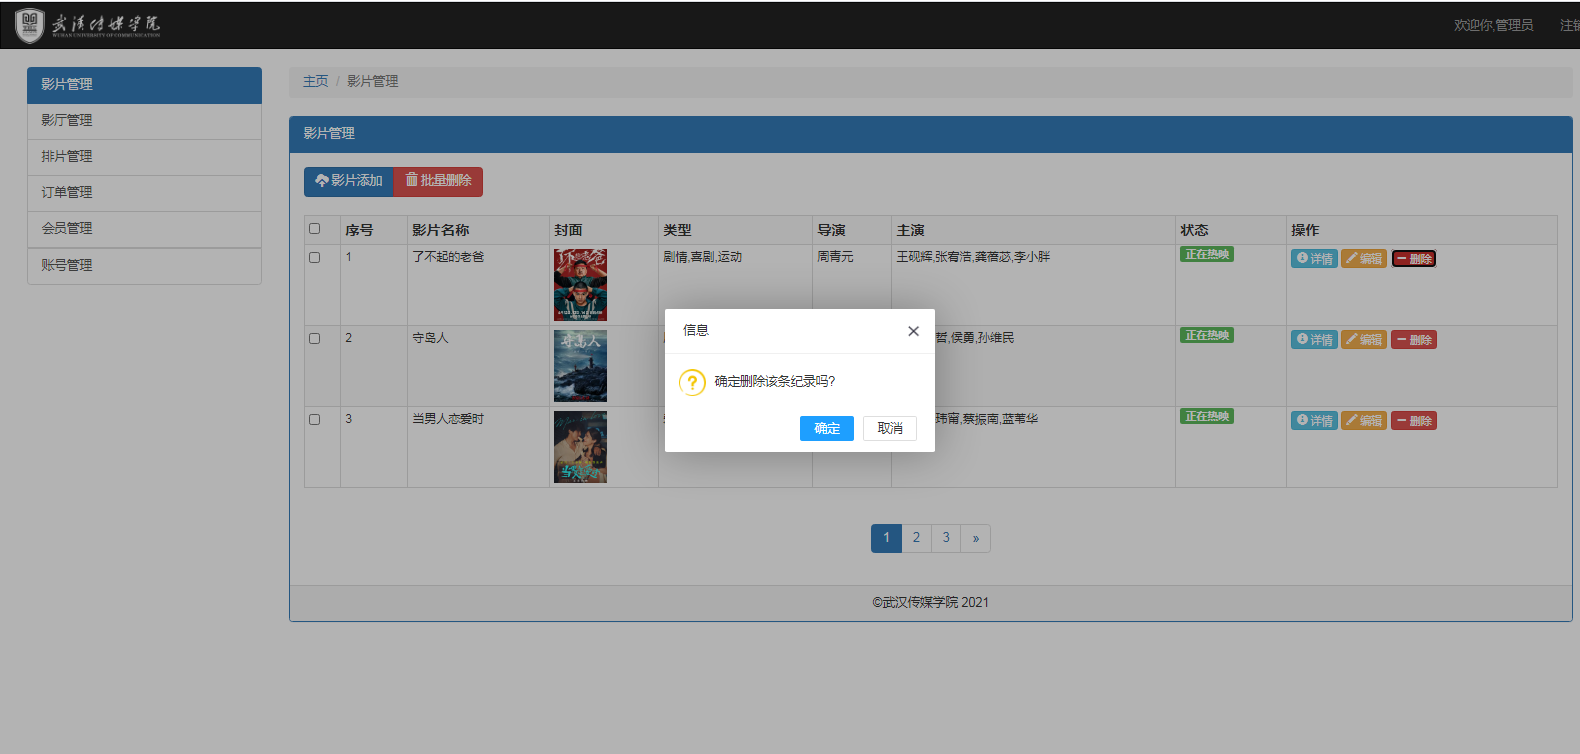 武汉传媒学院
WUHAN UNIVERSITY OF COMMUNICATION
欢迎你,管理员
影片管理
影厅管理
排片管理
订单管理
会员管理
账号管理
主页 / 影片管理
影片管理
影片添加 批量删除
序号 影片名称 封面 类型 导演 主演 状态 操作
1 了不起的老爸 剧情,喜剧,运动 周青元 王砚辉,张宥浩,龚蓓苾,李小胖 正在热映 详情 编辑 删除
2 守岛人 守岛人 哲,侯勇,孙维民 正在热映 详情 编辑 删除
3 当男人恋爱时 玮甯,蔡振南,蓝苇华 正在热映 详情 编辑 删除
信息
确定删除该条纪录吗?
确定 取消
1 2 3 »
©武汉传媒学院 2021